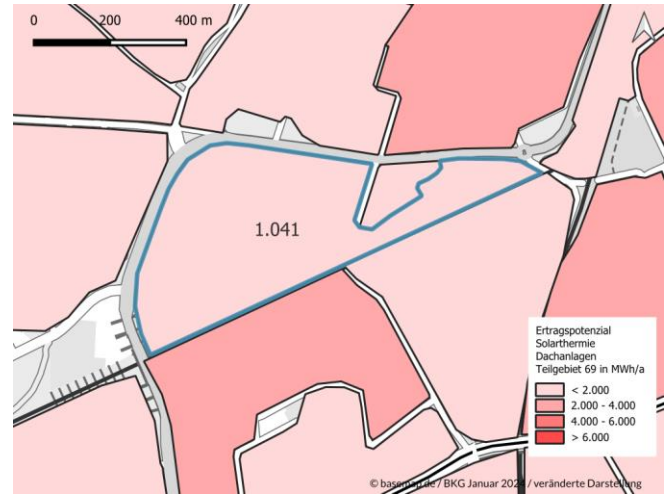 0 200 400 m
1.041
Ertragspotenzial
Solarthermie
Dachanlagen
Teilgebiet 69 in MWh/a
< 2.000
2.000 - 4.000
4.000 - 6.000
> 6.000
© basemap.de / BKG Januar 2024 / veränderte Darstellung